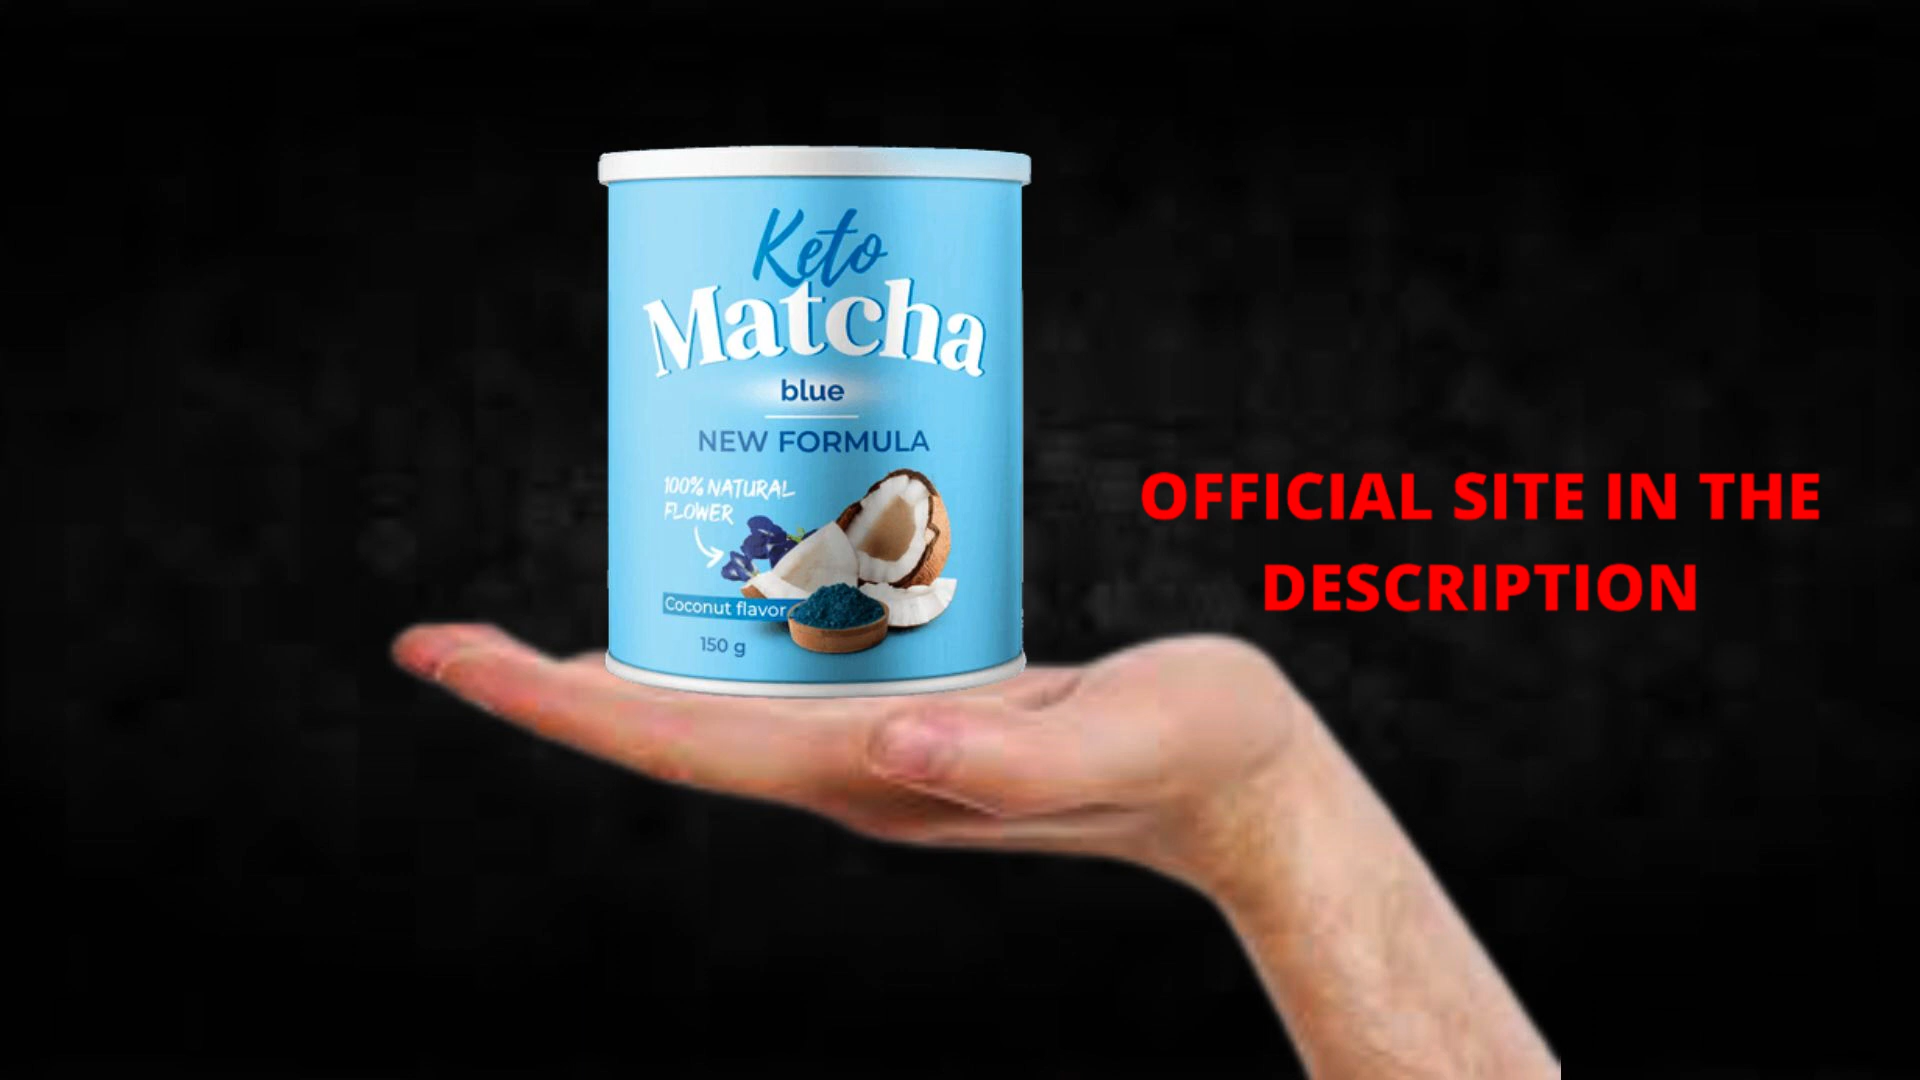 Keto
Matcha
blue
NEW FORMULA
100% NATURAL
FLOWER
Coconut flavor
150 g
OFFICIAL SITE IN THE
DESCRIPTION